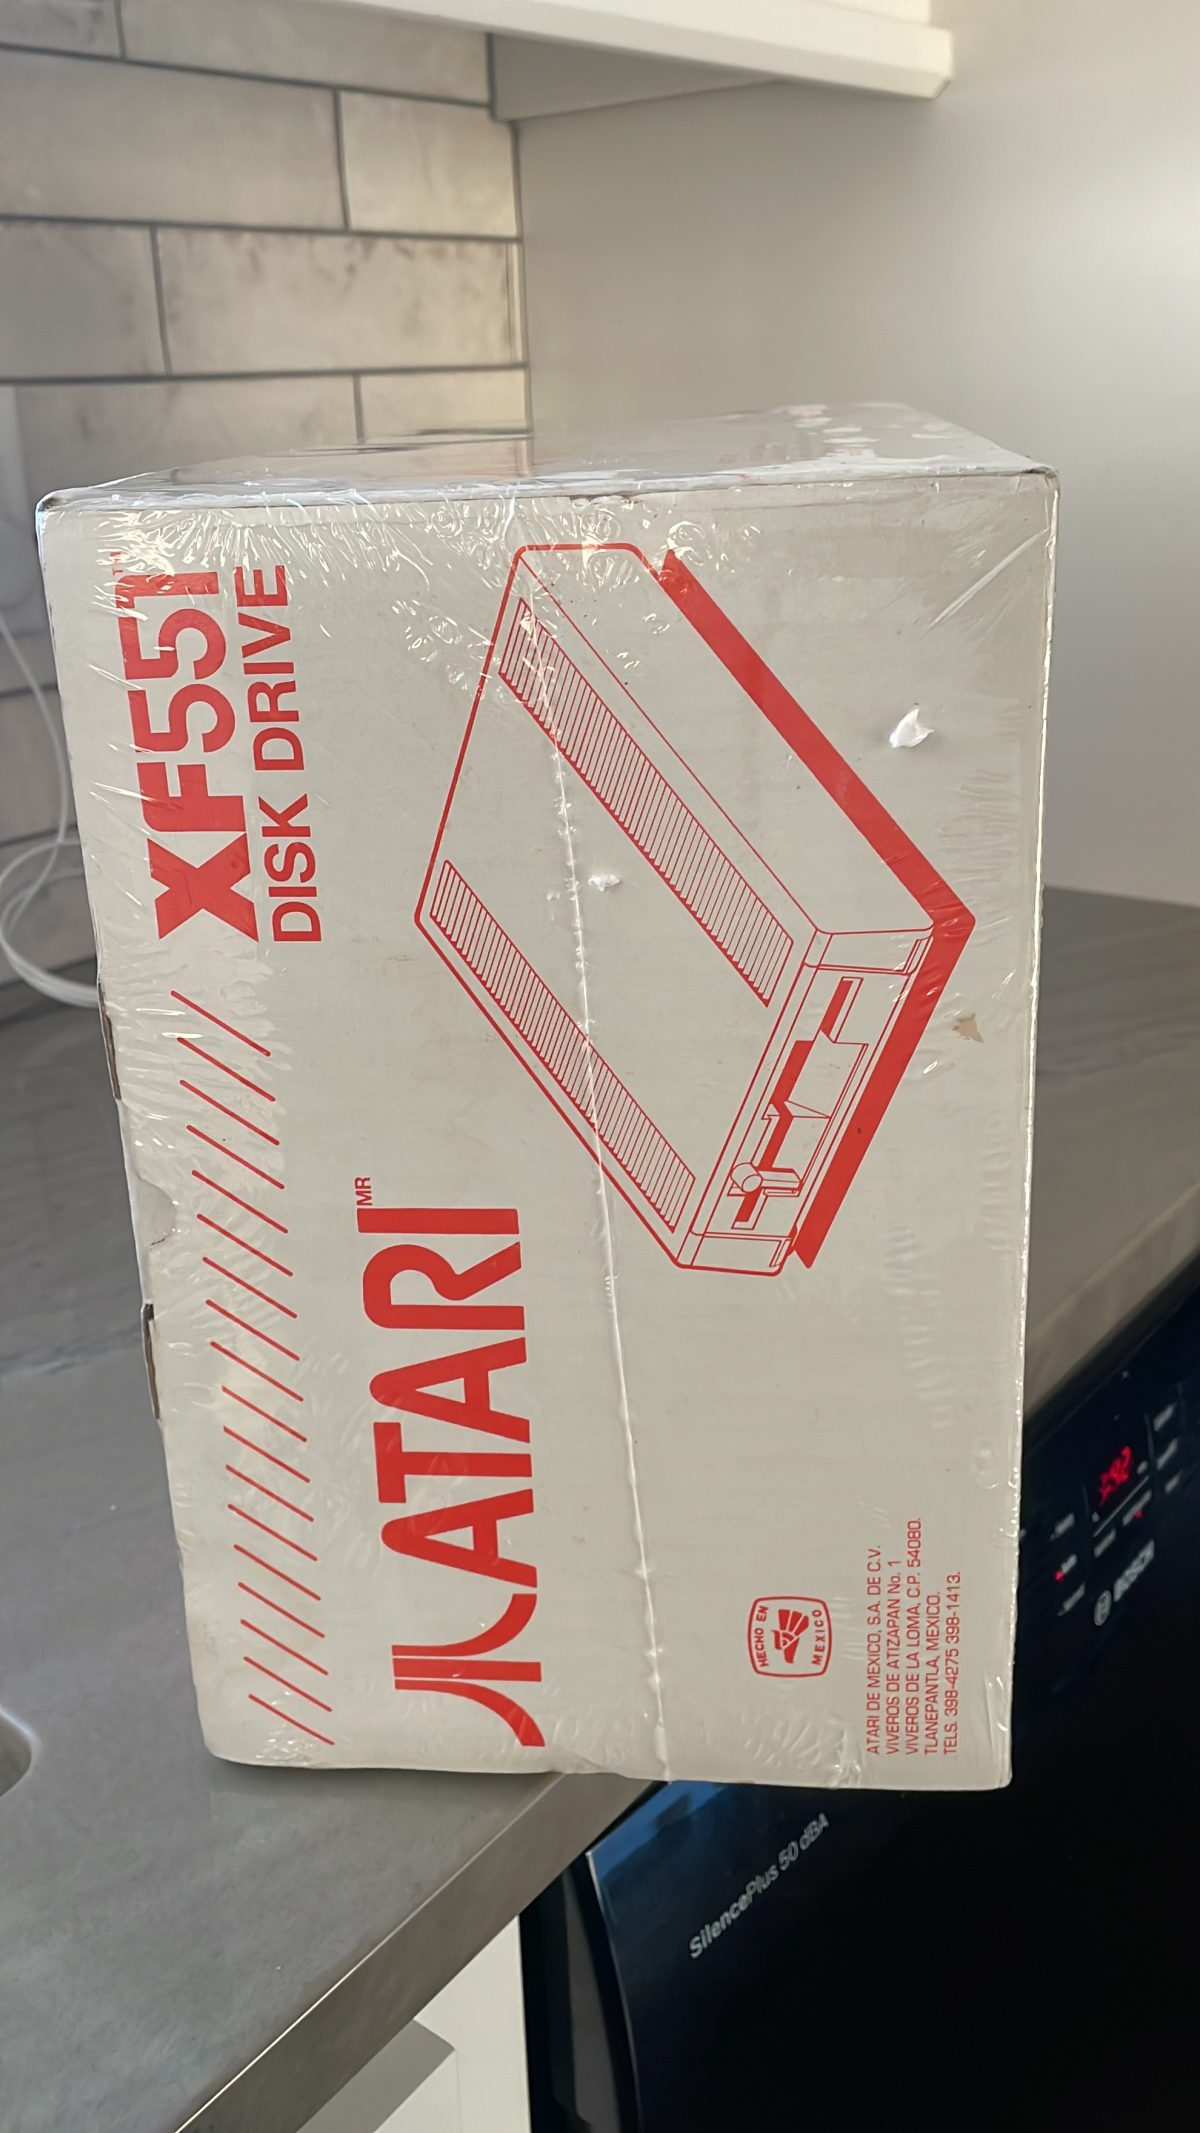 XF551™
DISK DRIVE
ATARI MR
HECHO EN
MEXICO
ATARI DE MEXICO, S.A. DE C.V.
VIVEROS DE ATIZAPAN No. 1
VIVEROS DE LA LOMA, C.P. 54080.
TLANEPANTLA, MEXICO.
TELS. 398-4275 398-1413.
BOSCH
SilencePlus 50 dBA